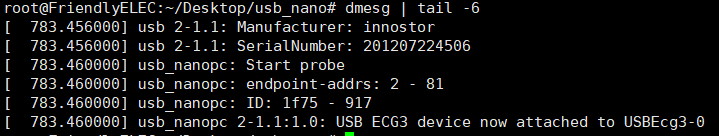 root@FriendlyELEC:~/Desktop/usb_nano# dmesg | tail -6
[  783.456000] usb 2-1.1: Manufacturer: innostor
[  783.456000] usb 2-1.1: SerialNumber: 201207224506
[  783.460000] usb_nanopc: Start probe
[  783.460000] usb_nanopc: endpoint-addrs: 2 - 81
[  783.460000] usb_nanopc: ID: 1f75 - 917
[  783.460000] usb_nanopc 2-1.1:1.0: USB ECG3 device now attached to USBEcg3-0